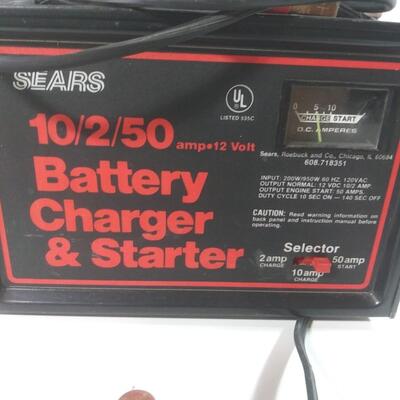 SEARS
UL
LISTED 535C
10/2/50 amp•12 Volt
Battery
Charger
& Starter
0 5 10
CHARGE START
D.C. AMPERES
Sears, Roebuck and Co., Chicago, IL 60684
608.718351
INPUT: 200W/950W 60 HZ. 120VAC
OUTPUT NORMAL: 12 VDC 10/2 AMP
OUTPUT ENGINE START: 50 AMPS.
DUTY CYCLE 10 SEC ON — 140 SEC OFF
CAUTION: Read warning information on
back panel and instruction manual before
operating.
Selector
2 amp
CHARGE
50 amp
START
10 amp
CHARGE